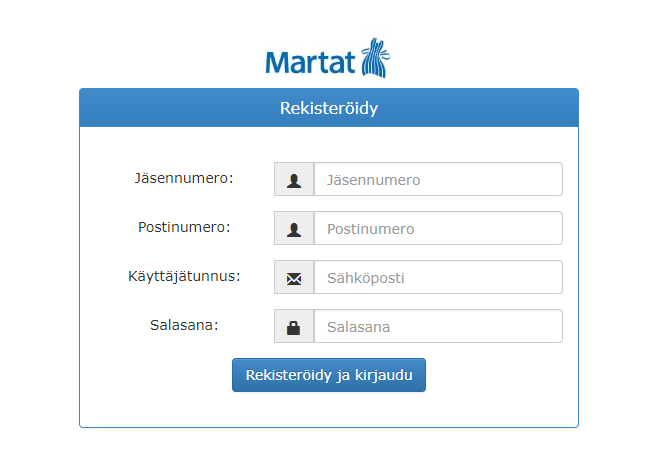 Martat
Rekisteröidy
Jäsennumero: Jäsennumero
Postinumero: Postinumero
Käyttäjätunnus: Sähköposti
Salasana: Salasana
Rekisteröidy ja kirjaudu